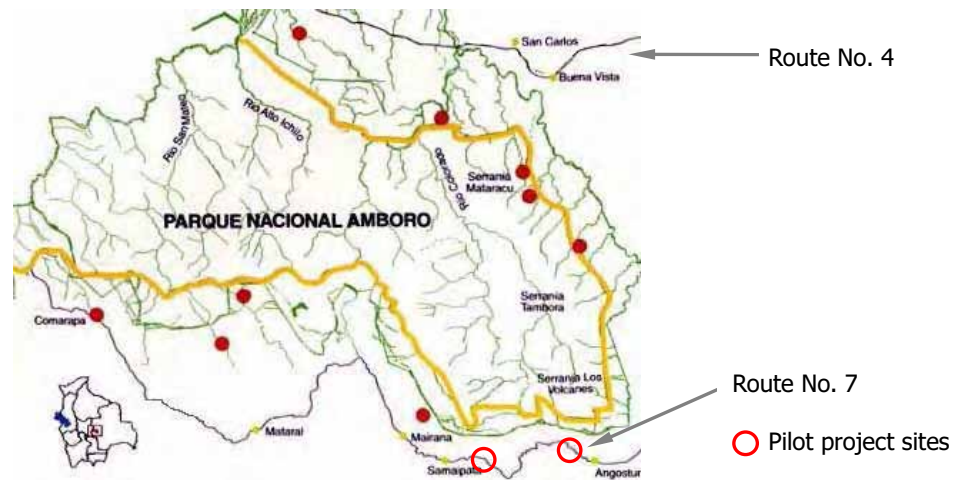 San Carlos
Route No. 4
Buena Vista
Rio Alto Ichilo
Rio San Mateo
Rio Colorado
Serrania
Mataracu
PARQUE NACIONAL AMBORO
Serrania
Tambora
Comarapa
Serrania Los
Volcanes
Route No. 7
Mataral
Mairana
Pilot project sites
Samaipata
Angostur